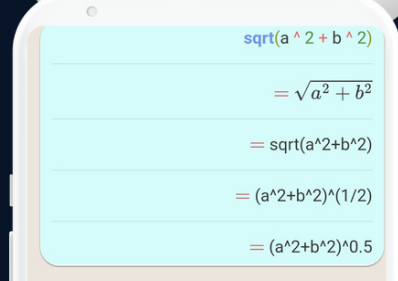 sqrt(a ^ 2 + b ^ 2)
= √a² + b²
= sqrt(a^2+b^2)
= (a^2+b^2)^(1/2)
= (a^2+b^2)^0.5